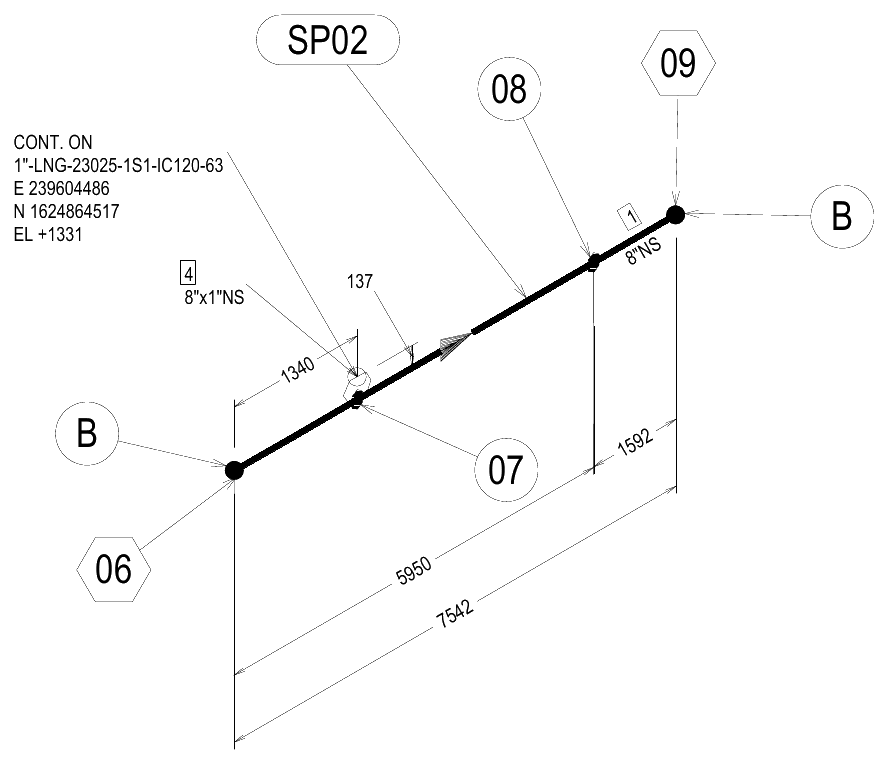 SP02
09
08
CONT. ON
1"-LNG-23025-1S1-IC120-63
E 239604486
N 1624864517
EL +1331
1
B
8"NS
4
8"x1"NS
137
1340
B
1592
07
06
5950
7542